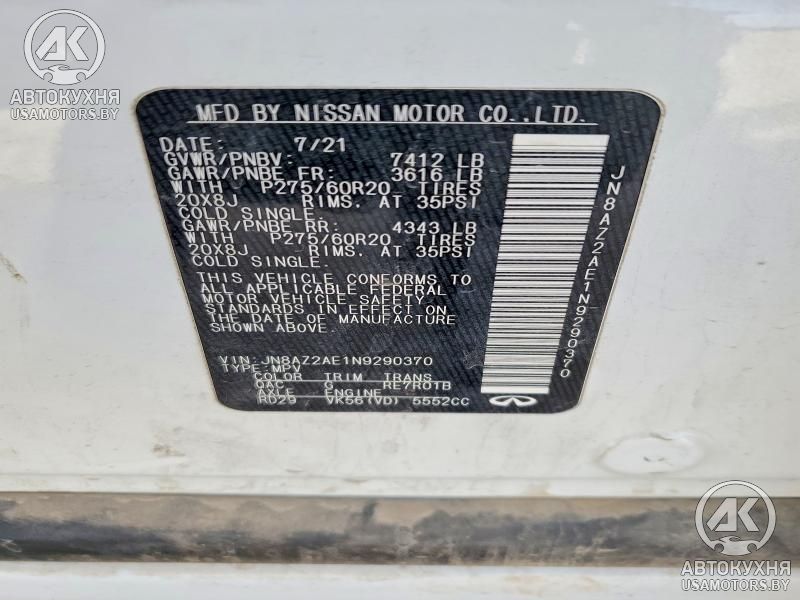 АК
АВТОКУХНЯ
USAMOTORS.BY
MFD BY NISSAN MOTOR CO.,LTD.
DATE: 7/21
GVWR/PNBV: 7412 LB
GAWR/PNBE FR: 3616 LB
WITH P275/60R20 TIRES
20X8J RIMS. AT 35PSI
COLD SINGLE.
GAWR/PNBE RR: 4343 LB
WITH P275/60R20 TIRES
20X8J RIMS. AT 35PSI
COLD SINGLE.
THIS VEHICLE CONFORMS TO
ALL APPLICABLE FEDERAL
MOTOR VEHICLE SAFETY
STANDARDS IN EFFECT ON
THE DATE OF MANUFACTURE
SHOWN ABOVE.
VIN: JN8AZ2AE1N9290370
TYPE: MPV
COLOR TRIM TRANS
QAC G RE7R01B
AXLE ENGINE
RD29 VK56(VD) 5552CC
JN8AZ2AE1N9290370
АК
АВТОКУХНЯ
USAMOTORS.BY